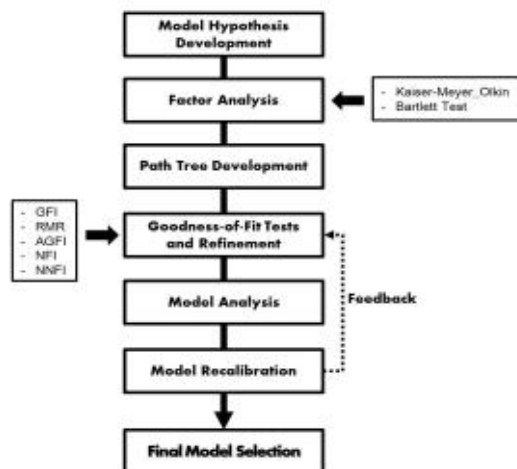 Model Hypothesis
Development
Factor Analysis
- Kaiser-Meyer_Olkin
- Bartlett Test
Path Tree Development
- GFI
- RMR
- AGFI
- NFI
- NNFI
Goodness-of-Fit Tests
and Refinement
Model Analysis
Feedback
Model Recalibration
Final Model Selection